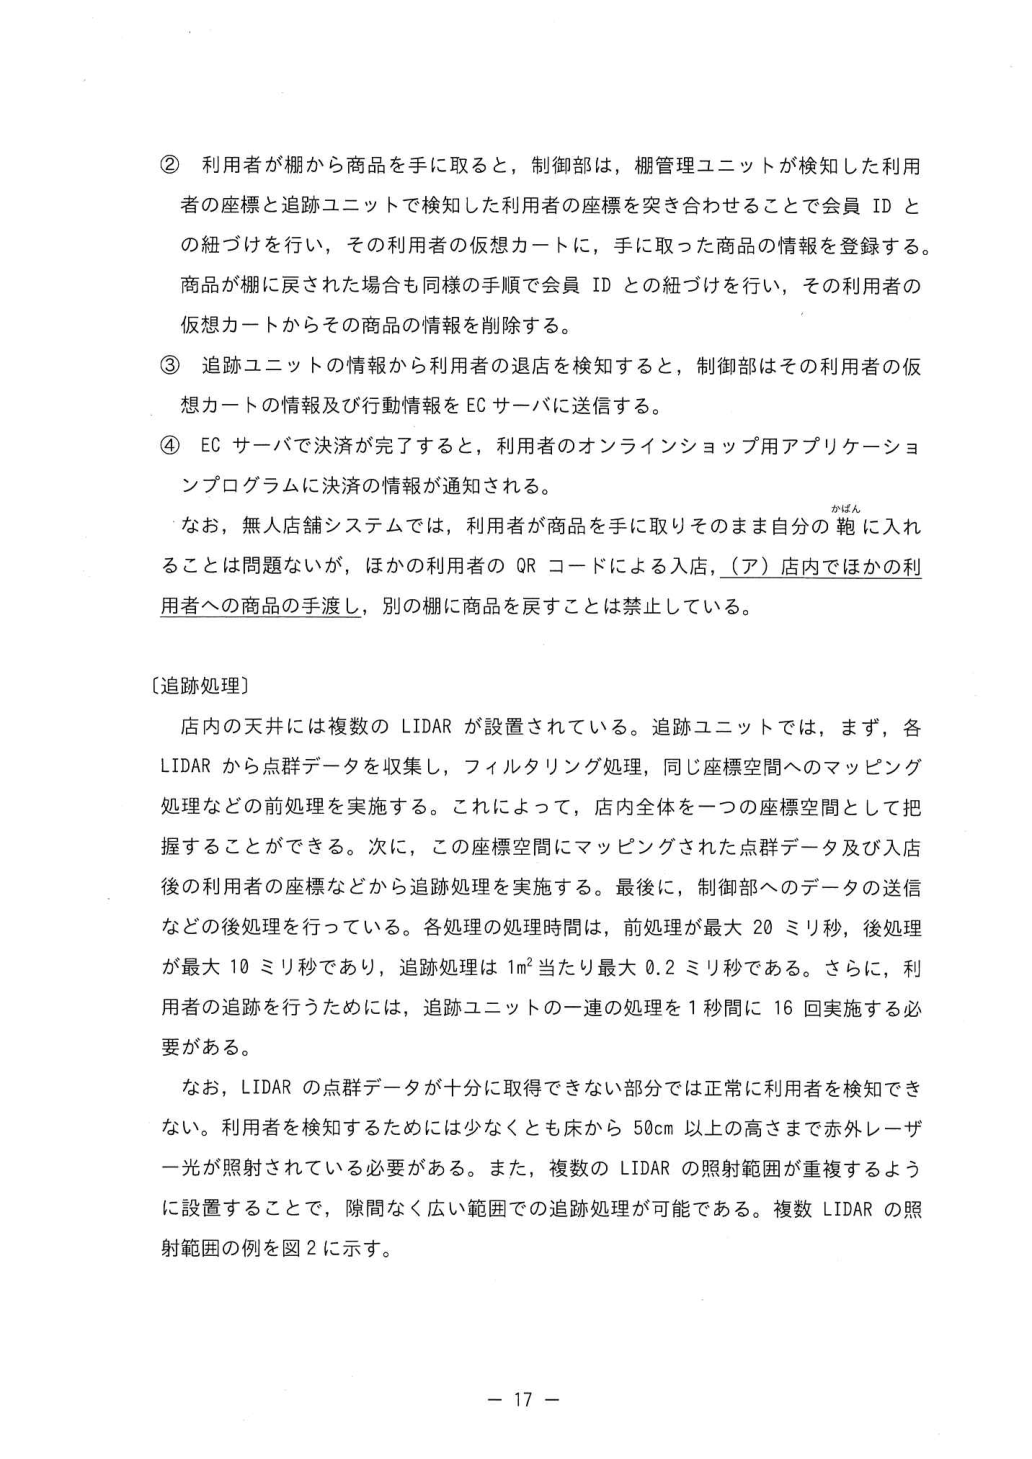 ②　利用者が棚から商品を手に取ると，制御部は，棚管理ユニットが検知した利用
者の座標と追跡ユニットで検知した利用者の座標を突き合わせることで会員 ID と
の紐づけを行い，その利用者の仮想カートに，手に取った商品の情報を登録する。
商品が棚に戻された場合も同様の手順で会員 ID との紐づけを行い，その利用者の
仮想カートからその商品の情報を削除する。
③　追跡ユニットの情報から利用者の退店を検知すると，制御部はその利用者の仮
想カートの情報及び行動情報を EC サーバに送信する。
④　EC サーバで決済が完了すると，利用者のオンラインショップ用アプリケーショ
ンプログラムに決済の情報が通知される。
かばん
なお，無人店舗システムでは，利用者が商品を手に取りそのまま自分の 鞄 に入れ
ることは問題ないが，ほかの利用者の QR コードによる入店，（ア）店内でほかの利
用者への商品の手渡し，別の棚に商品を戻すことは禁止している。
〔追跡処理〕
店内の天井には複数の LIDAR が設置されている。追跡ユニットでは，まず，各
LIDAR から点群データを収集し，フィルタリング処理，同じ座標空間へのマッピング
処理などの前処理を実施する。これによって，店内全体を一つの座標空間として把
握することができる。次に，この座標空間にマッピングされた点群データ及び入店
後の利用者の座標などから追跡処理を実施する。最後に，制御部へのデータの送信
などの後処理を行っている。各処理の処理時間は，前処理が最大 20 ミリ秒，後処理
が最大 10 ミリ秒であり，追跡処理は 1m² 当たり最大 0.2 ミリ秒である。さらに，利
用者の追跡を行うためには，追跡ユニットの一連の処理を 1 秒間に 16 回実施する必
要がある。
なお，LIDAR の点群データが十分に取得できない部分では正常に利用者を検知でき
ない。利用者を検知するためには少なくとも床から 50cm 以上の高さまで赤外レーザ
ー光が照射されている必要がある。また，複数の LIDAR の照射範囲が重複するよう
に設置することで，隙間なく広い範囲での追跡処理が可能である。複数 LIDAR の照
射範囲の例を図 2 に示す。
― 17 ―